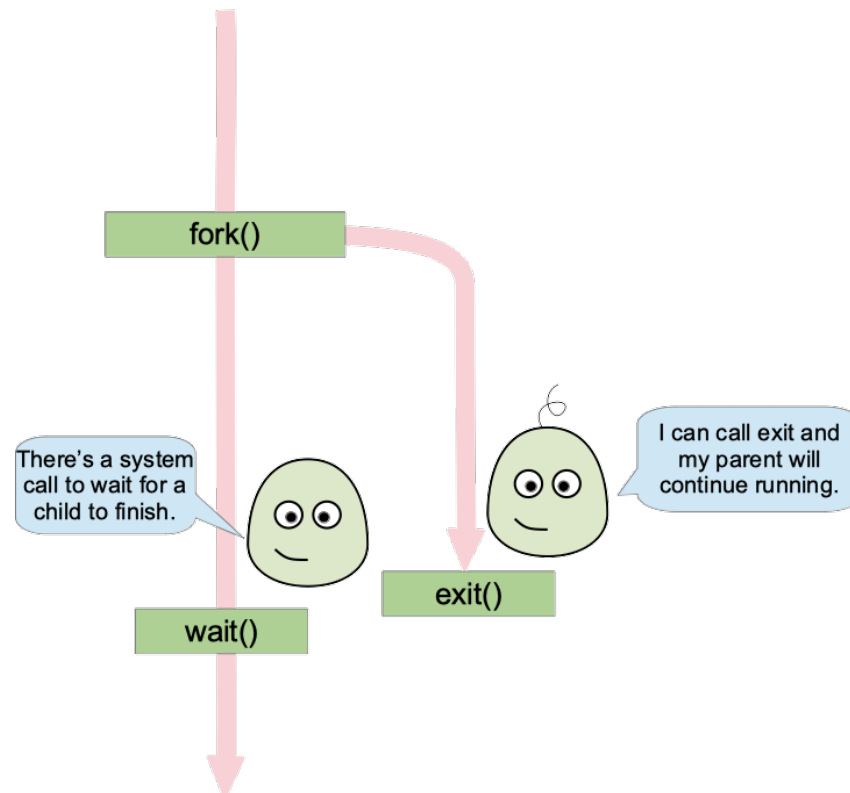 fork()
There’s a system
call to wait for a
child to finish.
I can call exit and
my parent will
continue running.
exit()
wait()